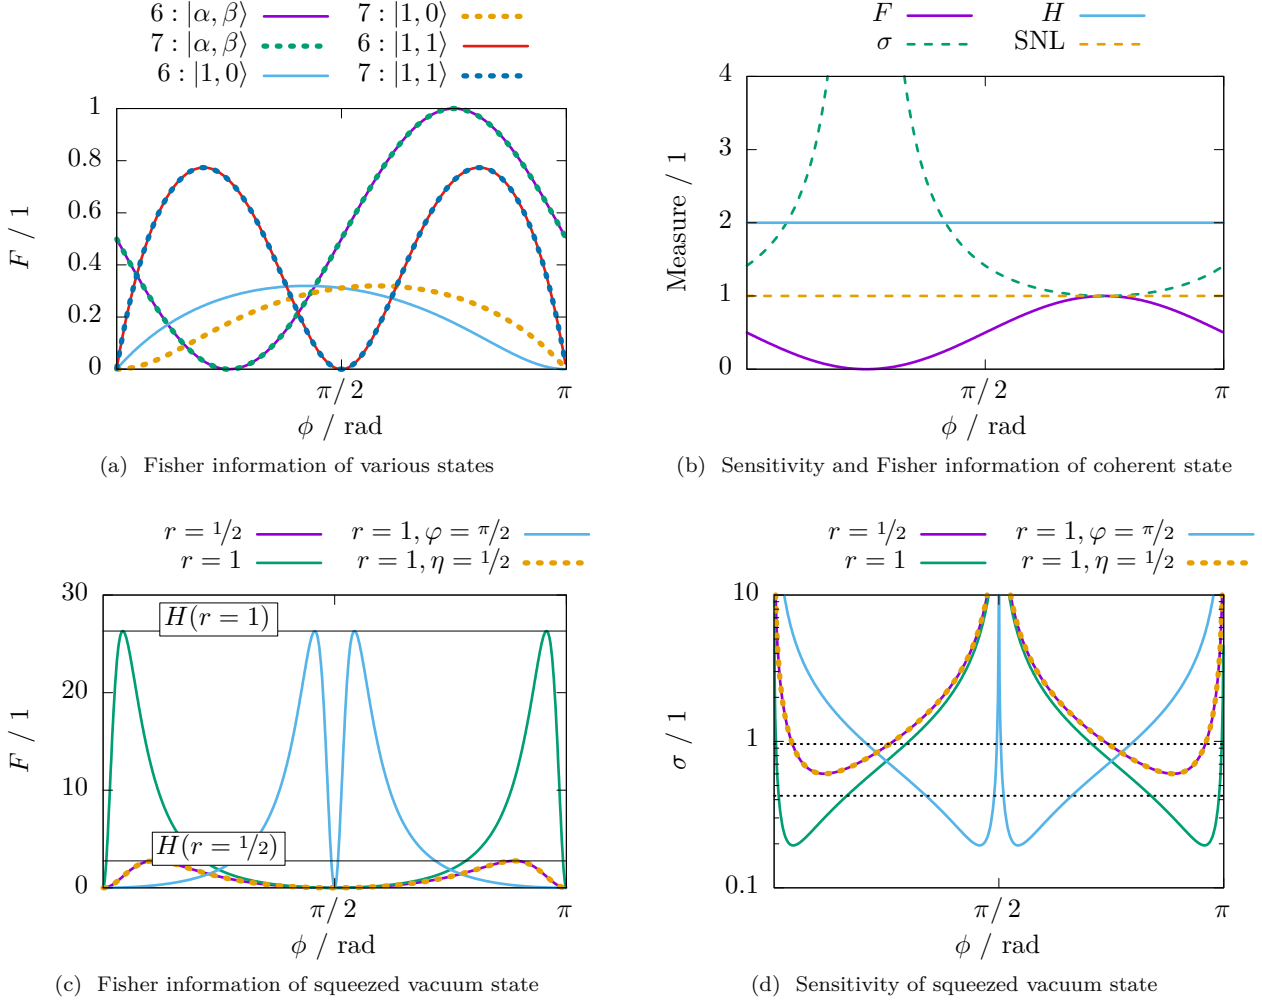 6 : |α, β⟩ 7 : |1, 0⟩
7 : |α, β⟩ 6 : |1, 1⟩
6 : |1, 0⟩ 7 : |1, 1⟩
F / 1
1
0.8
0.6
0.4
0.2
0
π/ 2
π
ϕ / rad
(a) Fisher information of various states
F H
σ SNL
Measure / 1
4
3
2
1
0
π/ 2
π
ϕ / rad
(b) Sensitivity and Fisher information of coherent state
r = 1/2 r = 1, φ = π/2
r = 1 r = 1, η = 1/2
F / 1
30
20
10
0
H(r = 1)
H(r = 1/2)
π/ 2
π
ϕ / rad
(c) Fisher information of squeezed vacuum state
r = 1/2 r = 1, φ = π/2
r = 1 r = 1, η = 1/2
σ / 1
10
1
0.1
π/ 2
π
ϕ / rad
(d) Sensitivity of squeezed vacuum state